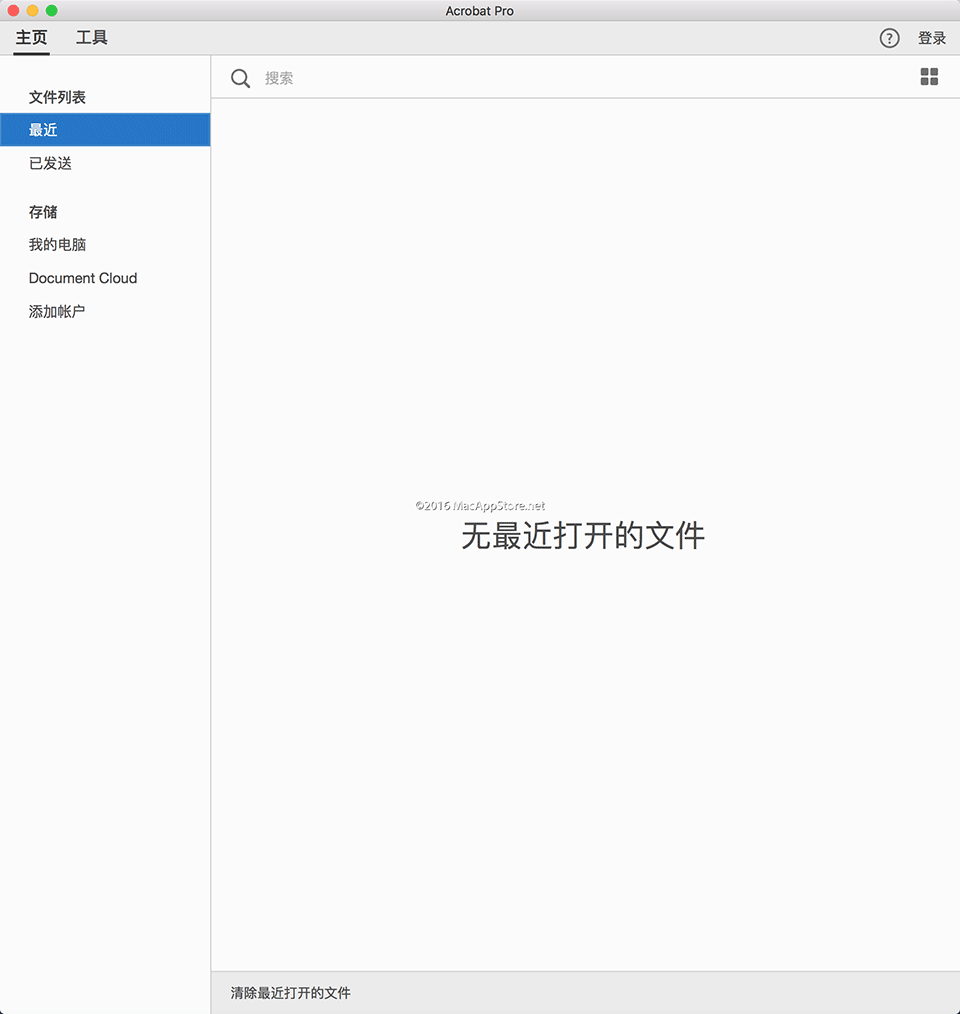 Acrobat Pro
主页
工具
?
登录
搜索
文件列表
最近
已发送
存储
我的电脑
Document Cloud
添加帐户
©2016 MacAppStore.net
无最近打开的文件
清除最近打开的文件